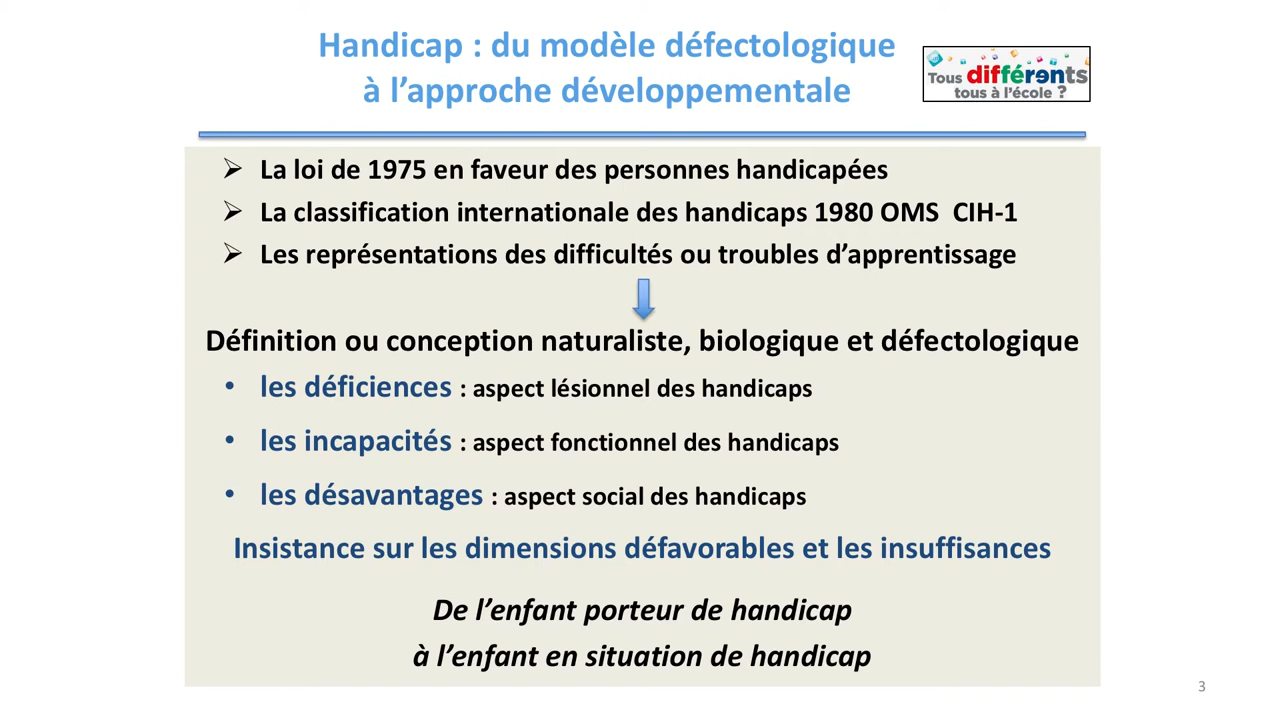 Handicap : du modèle défectologique
à l’approche développementale
Tous différents
tous à l'école ?
➢ La loi de 1975 en faveur des personnes handicapées
➢ La classification internationale des handicaps 1980 OMS CIH-1
➢ Les représentations des difficultés ou troubles d’apprentissage
Définition ou conception naturaliste, biologique et défectologique
• les déficiences : aspect lésionnel des handicaps
• les incapacités : aspect fonctionnel des handicaps
• les désavantages : aspect social des handicaps
Insistance sur les dimensions défavorables et les insuffisances
De l’enfant porteur de handicap
à l’enfant en situation de handicap
3